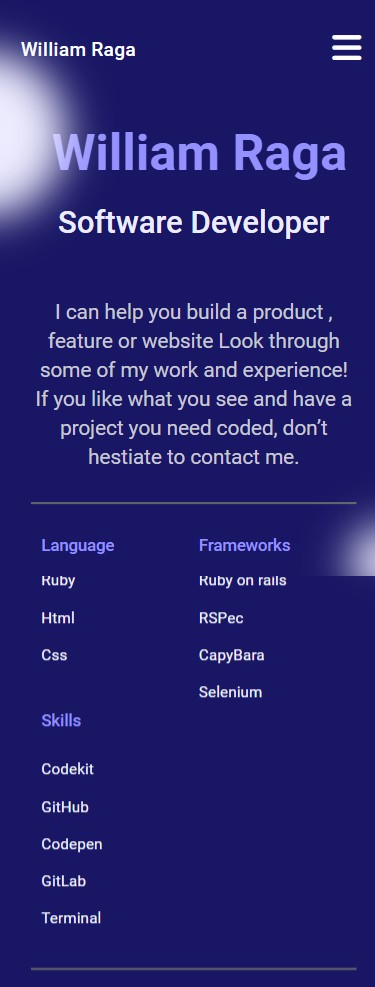 William Raga
William Raga
Software Developer
I can help you build a product ,
feature or website Look through
some of my work and experience!
If you like what you see and have a
project you need coded, don’t
hestiate to contact me.
Language
Ruby
Html
Css
Frameworks
Ruby on rails
RSPec
CapyBara
Selenium
Skills
Codekit
GitHub
Codepen
GitLab
Terminal